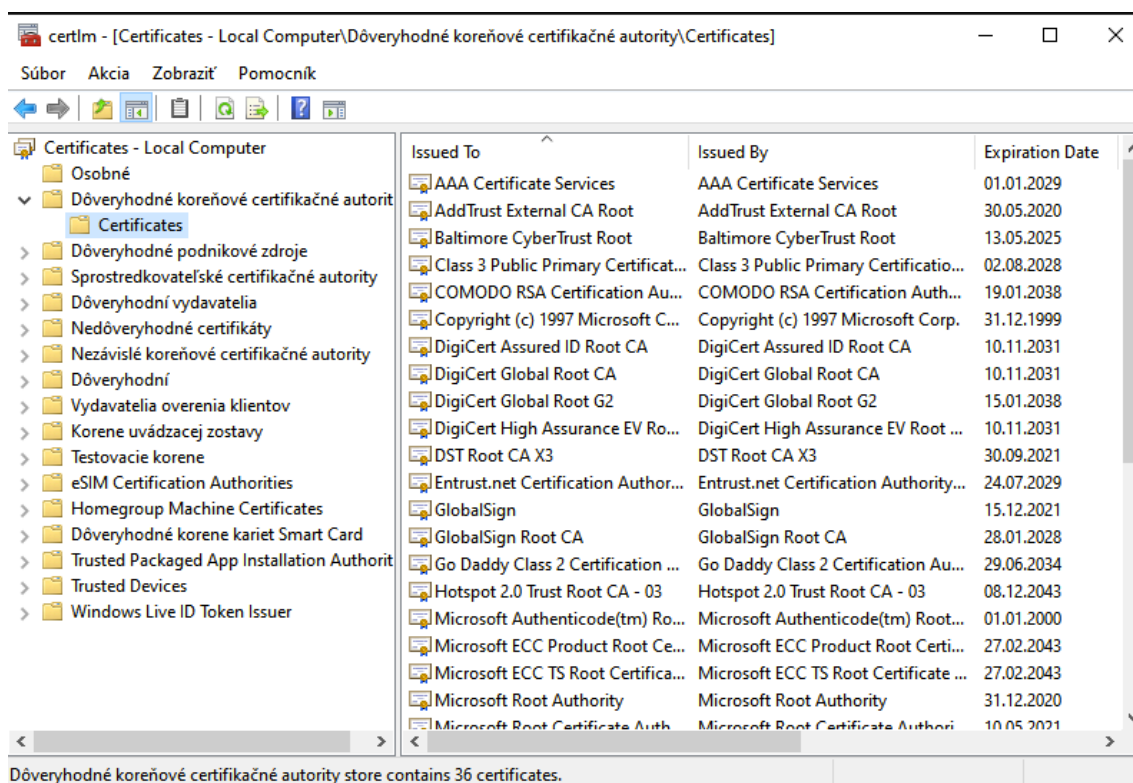 certlm - [Certificates - Local Computer\Dôveryhodné koreňové certifikačné autority\Certificates]
Súbor Akcia Zobraziť Pomocník
Certificates - Local Computer
Osobné
Dôveryhodné koreňové certifikačné autorit
Certificates
Dôveryhodné podnikové zdroje
Sprostredkovateľské certifikačné autority
Dôveryhodní vydavatelia
Nedôveryhodné certifikáty
Nezávislé koreňové certifikačné autority
Dôveryhodní
Vydavatelia overenia klientov
Korene uvádzacej zostavy
Testovacie korene
eSIM Certification Authorities
Homegroup Machine Certificates
Dôveryhodné korene kariet Smart Card
Trusted Packaged App Installation Authorit
Trusted Devices
Windows Live ID Token Issuer
Issued To Issued By Expiration Date
AAA Certificate Services AAA Certificate Services 01.01.2029
AddTrust External CA Root AddTrust External CA Root 30.05.2020
Baltimore CyberTrust Root Baltimore CyberTrust Root 13.05.2025
Class 3 Public Primary Certificat... Class 3 Public Primary Certificatio... 02.08.2028
COMODO RSA Certification Au... COMODO RSA Certification Auth... 19.01.2038
Copyright (c) 1997 Microsoft C... Copyright (c) 1997 Microsoft Corp. 31.12.1999
DigiCert Assured ID Root CA DigiCert Assured ID Root CA 10.11.2031
DigiCert Global Root CA DigiCert Global Root CA 10.11.2031
DigiCert Global Root G2 DigiCert Global Root G2 15.01.2038
DigiCert High Assurance EV Ro... DigiCert High Assurance EV Root ... 10.11.2031
DST Root CA X3 DST Root CA X3 30.09.2021
Entrust.net Certification Author... Entrust.net Certification Authority... 24.07.2029
GlobalSign GlobalSign 15.12.2021
GlobalSign Root CA GlobalSign Root CA 28.01.2028
Go Daddy Class 2 Certification ... Go Daddy Class 2 Certification Au... 29.06.2034
Hotspot 2.0 Trust Root CA - 03 Hotspot 2.0 Trust Root CA - 03 08.12.2043
Microsoft Authenticode(tm) Ro... Microsoft Authenticode(tm) Root... 01.01.2000
Microsoft ECC Product Root Ce... Microsoft ECC Product Root Certi... 27.02.2043
Microsoft ECC TS Root Certifica... Microsoft ECC TS Root Certificate ... 27.02.2043
Microsoft Root Authority Microsoft Root Authority 31.12.2020
Microsoft Root Certificate Auth... Microsoft Root Certificate Authori... 10.05.2021
Dôveryhodné koreňové certifikačné autority store contains 36 certificates.